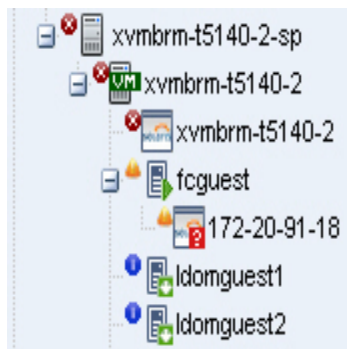 xvmbrm-t5140-2-sp
VM xvmbrm-t5140-2
xvmbrm-t5140-2
fcguest
172-20-91-18
ldomguest1
ldomguest2